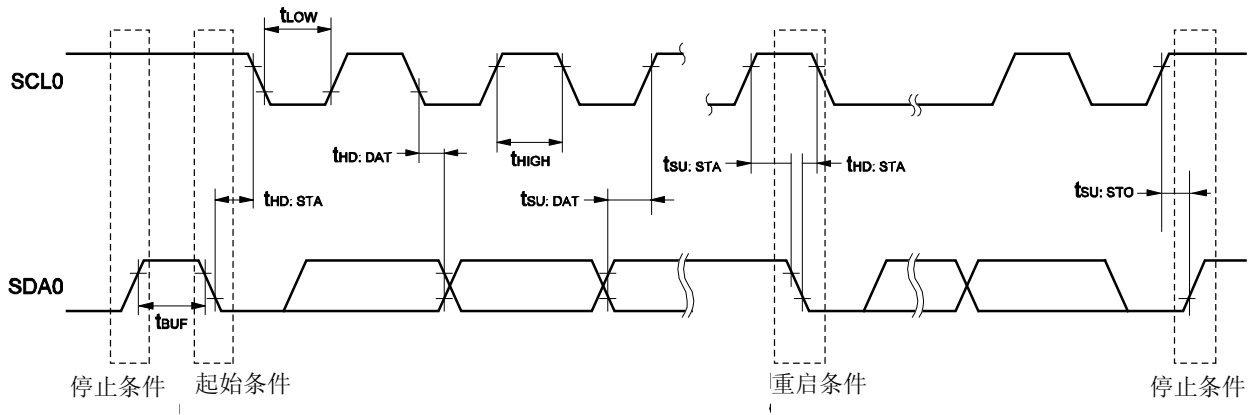 tLOW
SCL0
tHD: DAT
tHIGH
tSU: STA
tHD: STA
tHD: STA
tSU: DAT
tSU: STO
SDA0
tBUF
停止条件
起始条件
重启条件
停止条件